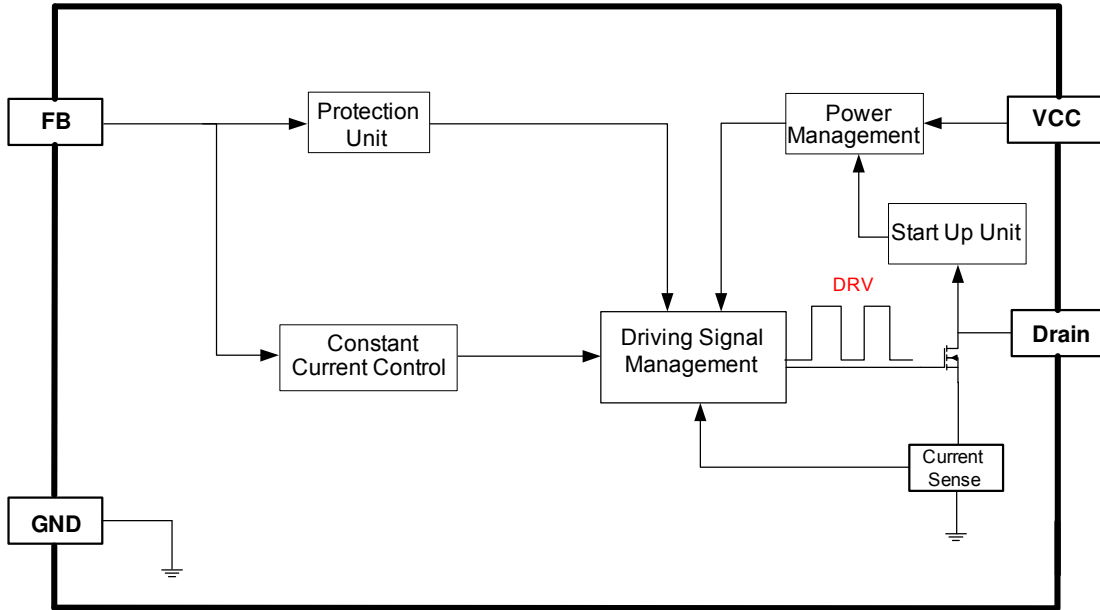 FB
Protection
Unit
Power
Management
VCC
Start Up Unit
DRV
Constant
Current Control
Driving Signal
Management
Drain
Current
Sense
GND